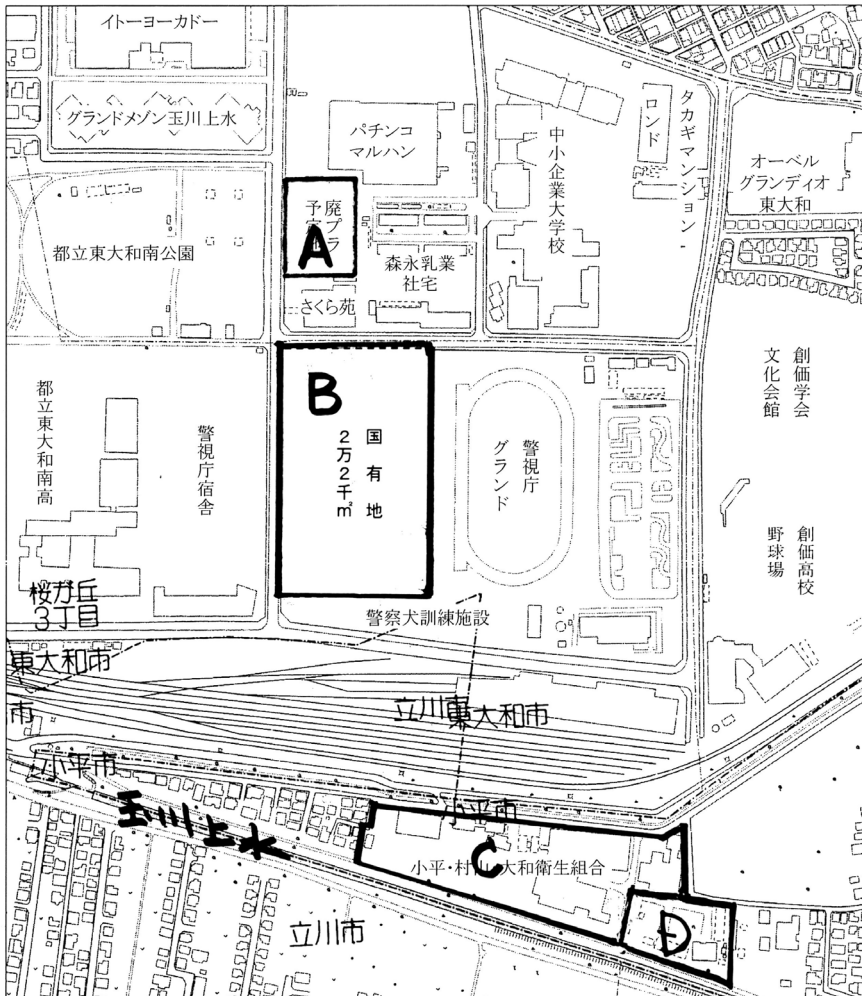 イトーヨーカドー
グランドメゾン玉川上水
パチンコ
マルハン
中小企業大学校
ロンド
タカギマンション
オーベル
グランディオ
東大和
都立東大和南公園
廃プラ
予定地
A
森永乳業
社宅
さくら苑
都立東大和南高
警視庁宿舎
B
国有地
2万2千㎡
警視庁
グランド
創価学会
文化会館
創価高校
野球場
桜が丘
3丁目
警察犬訓練施設
東大和市
市
立川市
東大和市
小平市
小平市
玉川上水
C
小平・村山・大和衛生組合
D
立川市